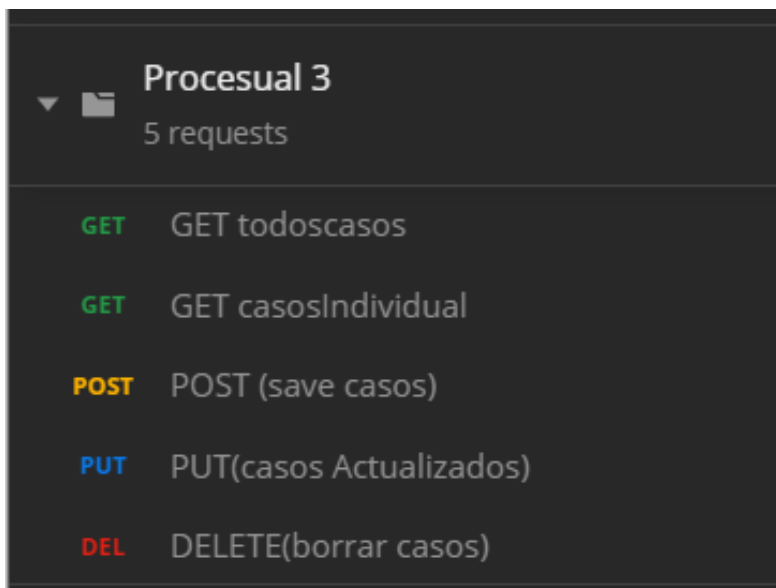 Procesual 3
5 requests
GET GET todoscasos
GET GET casosIndividual
POST POST (save casos)
PUT PUT(casos Actualizados)
DEL DELETE(borrar casos)